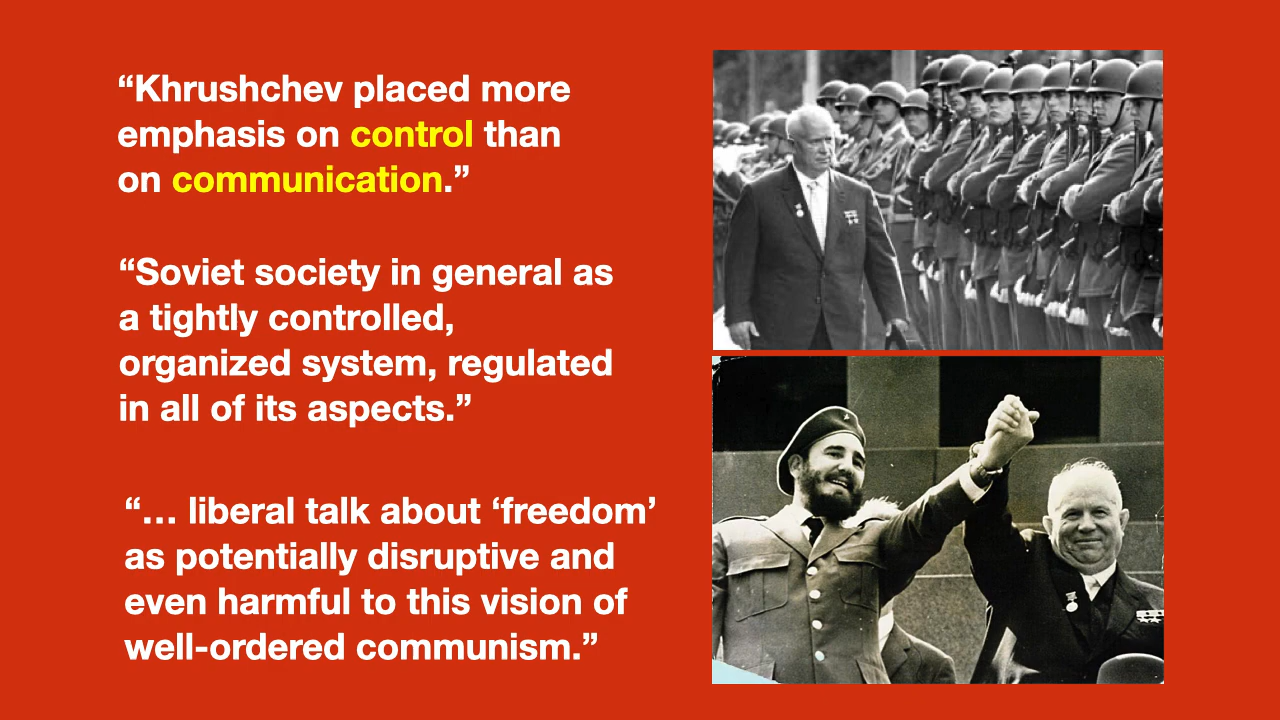 “Khrushchev placed more
emphasis on control than
on communication.”
“Soviet society in general as
a tightly controlled,
organized system, regulated
in all of its aspects.”
“… liberal talk about ‘freedom’
as potentially disruptive and
even harmful to this vision of
well-ordered communism.”